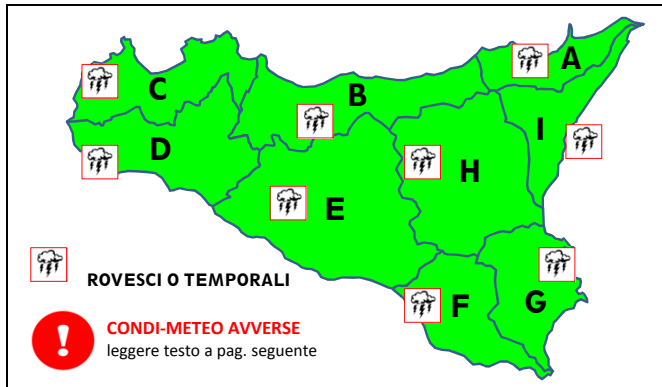 A
C
B
I
D
H
E
F
G
ROVESCI O TEMPORALI
CONDI-METEO AVVERSE
leggere testo a pag. seguente